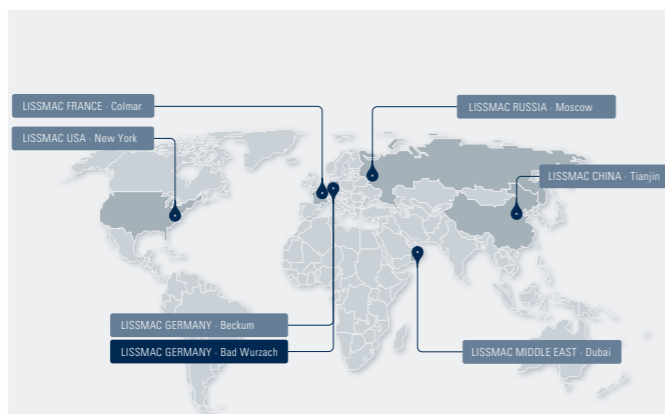 LISSMAC FRANCE · Colmar
LISSMAC RUSSIA · Moscow
LISSMAC USA · New York
LISSMAC CHINA · Tianjin
LISSMAC GERMANY · Beckum
LISSMAC GERMANY · Bad Wurzach
LISSMAC MIDDLE EAST · Dubai